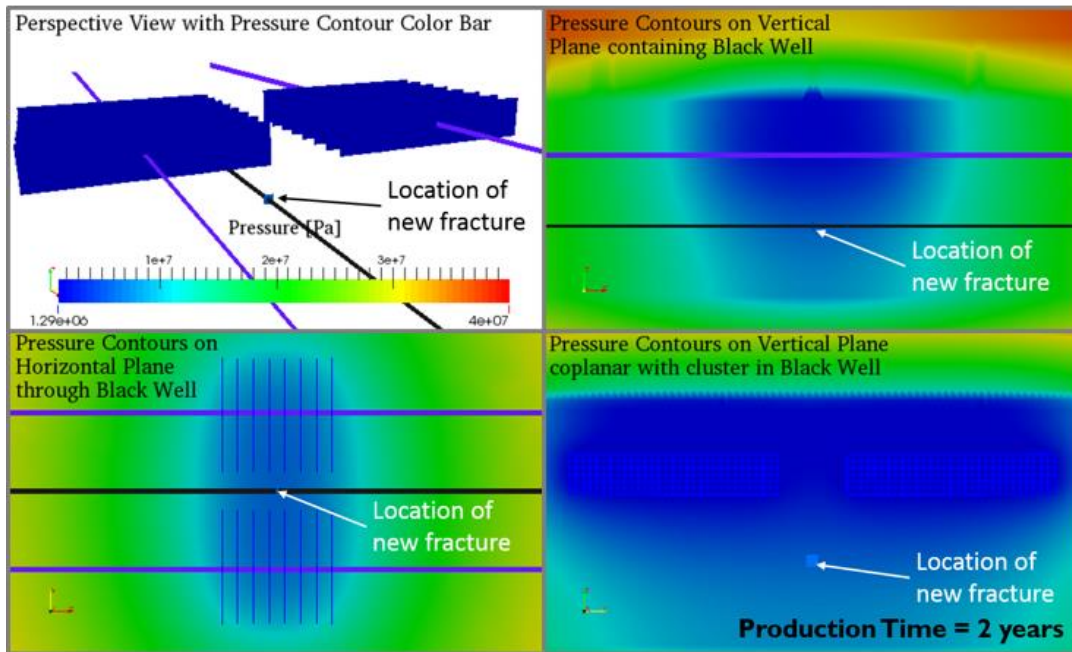 Perspective View with Pressure Contour Color Bar
Location of
new fracture
Pressure [Pa]
1e+7
2e+7
3e+7
1.29e+06
4e+07
Pressure Contours on Vertical
Plane containing Black Well
Location of
new fracture
Pressure Contours on
Horizontal Plane
through Black Well
Location of
new fracture
Pressure Contours on Vertical Plane
coplanar with cluster in Black Well
Location of
new fracture
Production Time = 2 years